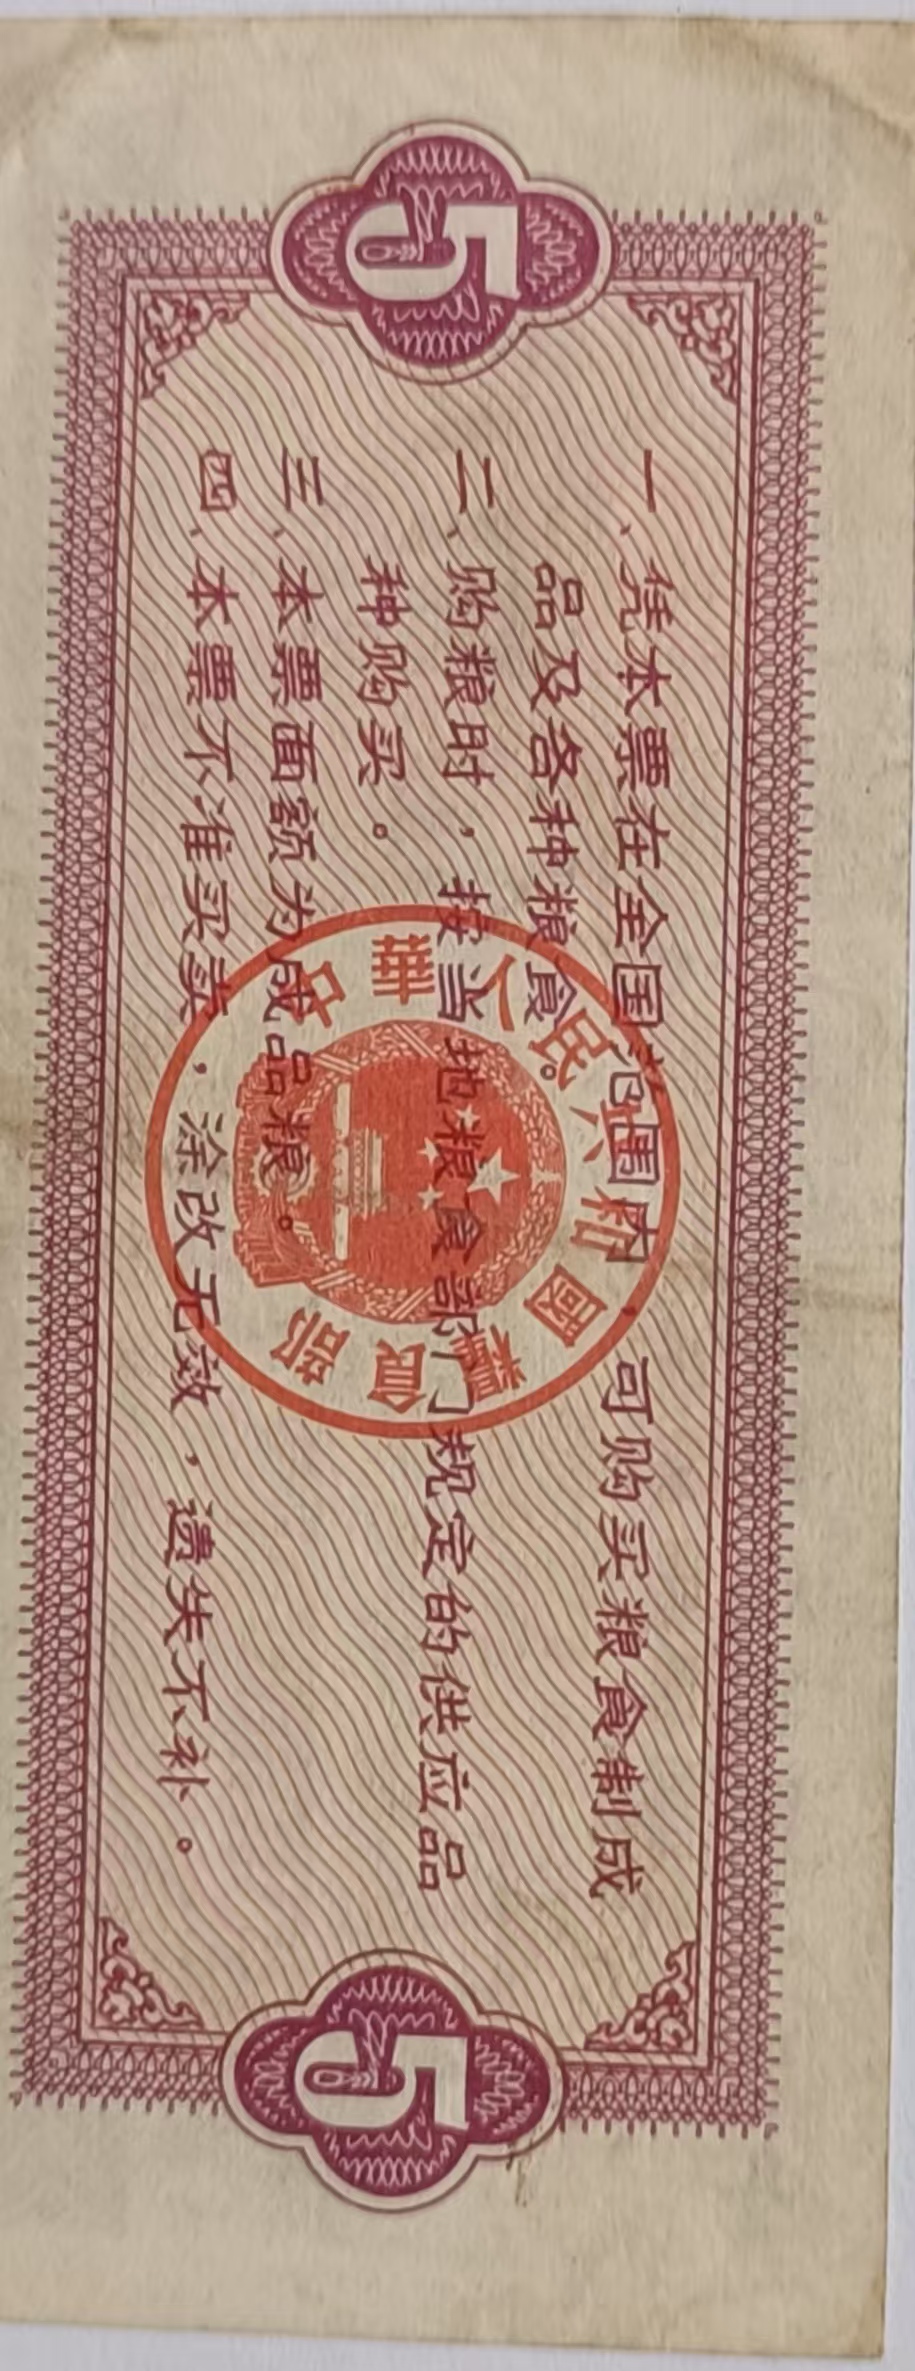 5
一、凭本票在全国范围内，可购买粮食制成
品及各种粮食。
二、购粮时，按当地粮食部门规定的供应品
种购买。
三、本票面额为成品粮。
四、本票不准买卖，涂改无效，遗失不补。
中華人民共和國糧食部
5